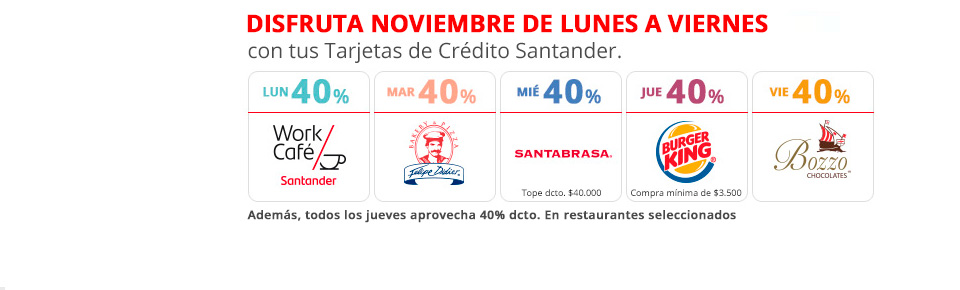 DISFRUTA NOVIEMBRE DE LUNES A VIERNES
con tus Tarjetas de Crédito Santander.
LUN 40%
Work
Café
Santander
MAR 40%
BAKERY & PIZZA
Felipe Didier.
MIÉ 40%
SANTABRASA.
Tope dcto. $40.000
JUE 40%
BURGER
KING
Compra mínima de $3.500
VIE 40%
Bozzo
CHOCOLATES
Además, todos los jueves aprovecha 40% dcto. En restaurantes seleccionados